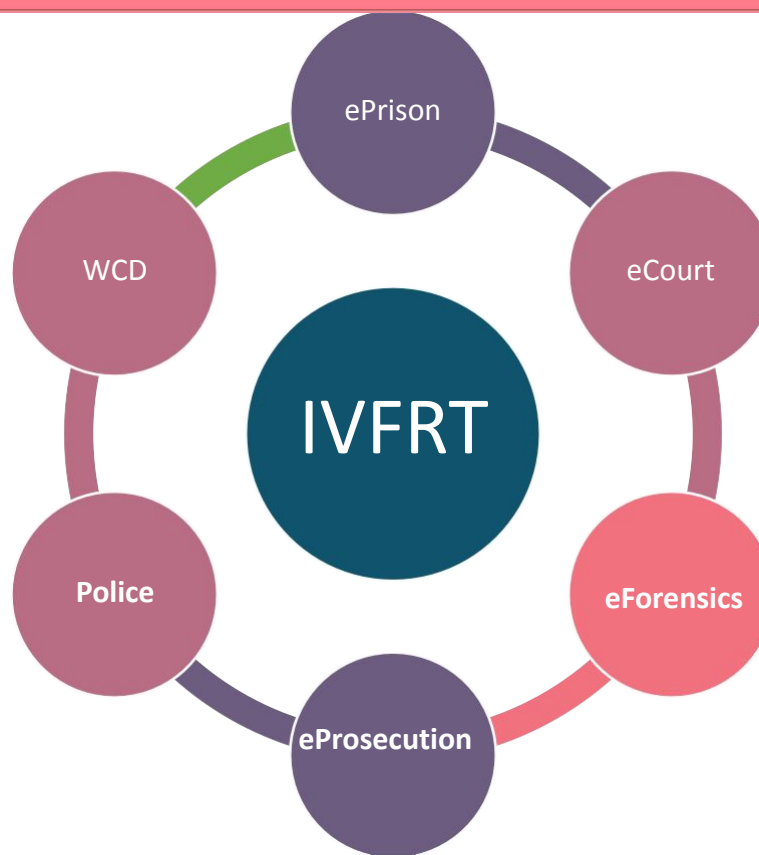 ePrison
WCD
eCourt
IVFRT
Police
eForensics
eProsecution